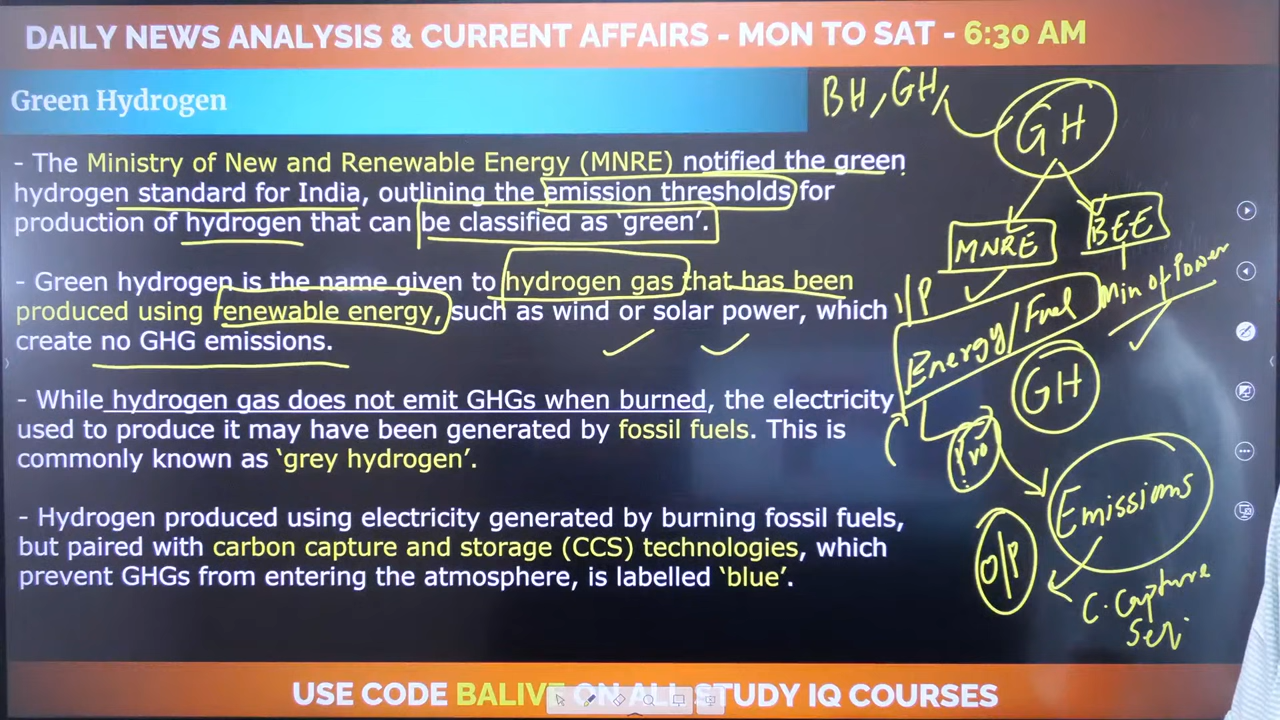 DAILY NEWS ANALYSIS & CURRENT AFFAIRS - MON TO SAT - 6:30 AM
Green Hydrogen
- The Ministry of New and Renewable Energy (MNRE) notified the green
hydrogen standard for India, outlining the emission thresholds for
production of hydrogen that can be classified as ‘green’.
- Green hydrogen is the name given to hydrogen gas that has been
produced using renewable energy, such as wind or solar power, which
create no GHG emissions.
- While hydrogen gas does not emit GHGs when burned, the electricity
used to produce it may have been generated by fossil fuels. This is
commonly known as ‘grey hydrogen’.
- Hydrogen produced using electricity generated by burning fossil fuels,
but paired with carbon capture and storage (CCS) technologies, which
prevent GHGs from entering the atmosphere, is labelled ‘blue’.
BH, GH,
GH
MNRE
BEE
Min of Power
I/P
Energy/Fuel
GH
Pro
Emissions
O/P
C. Capture
USE CODE BALIVE ON ALL STUDY IQ COURSES